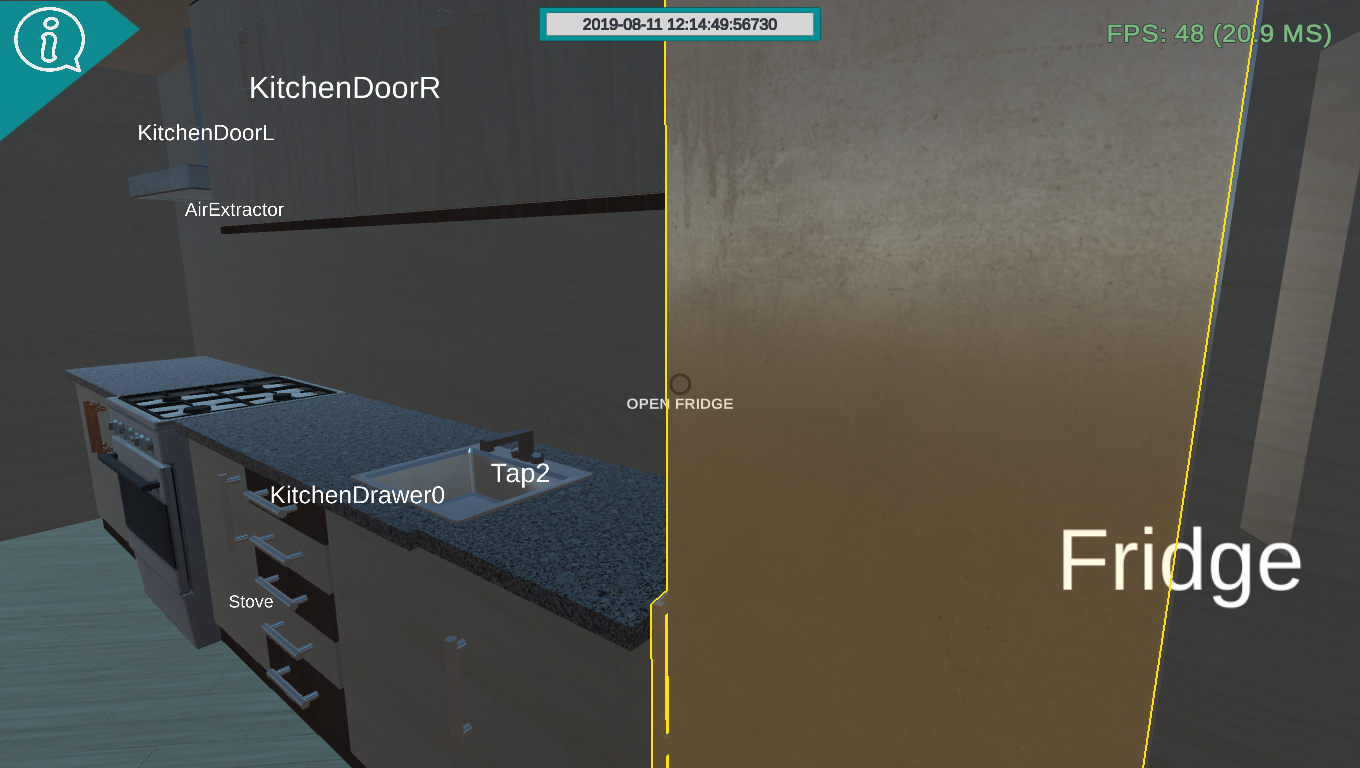 2019-08-11 12:14:49:56730
FPS: 48 (20.9 MS)
KitchenDoorR
KitchenDoorL
AirExtractor
OPEN FRIDGE
Tap2
KitchenDrawer0
Fridge
Stove